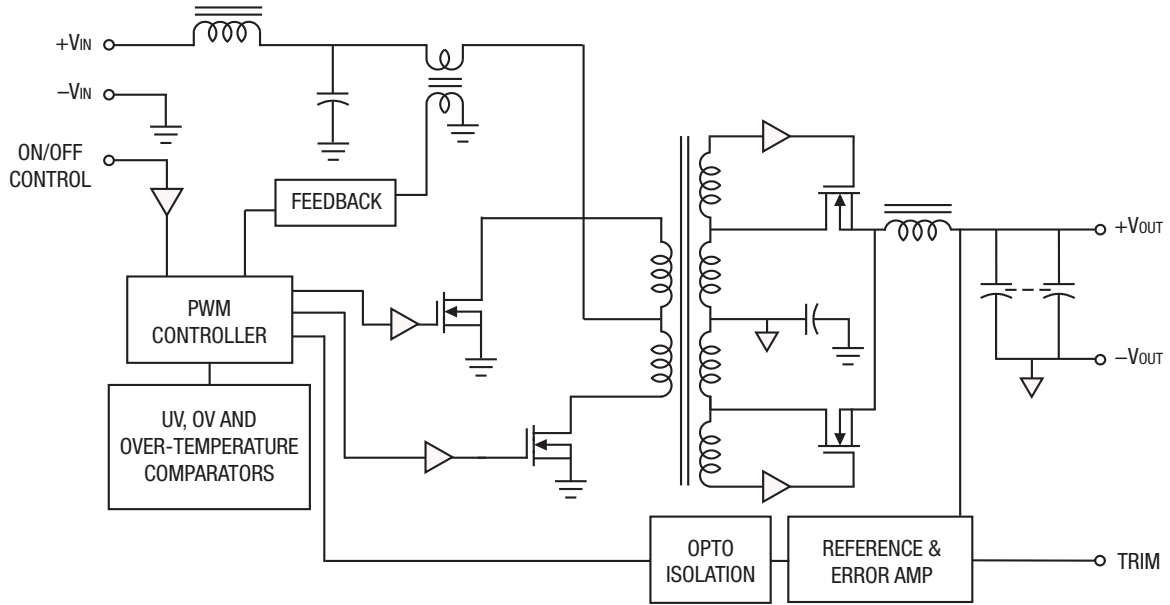 +VIN
–VIN
ON/OFF
CONTROL
FEEDBACK
+VOUT
PWM
CONTROLLER
–VOUT
UV, OV AND
OVER-TEMPERATURE
COMPARATORS
OPTO
ISOLATION
REFERENCE &
ERROR AMP
TRIM